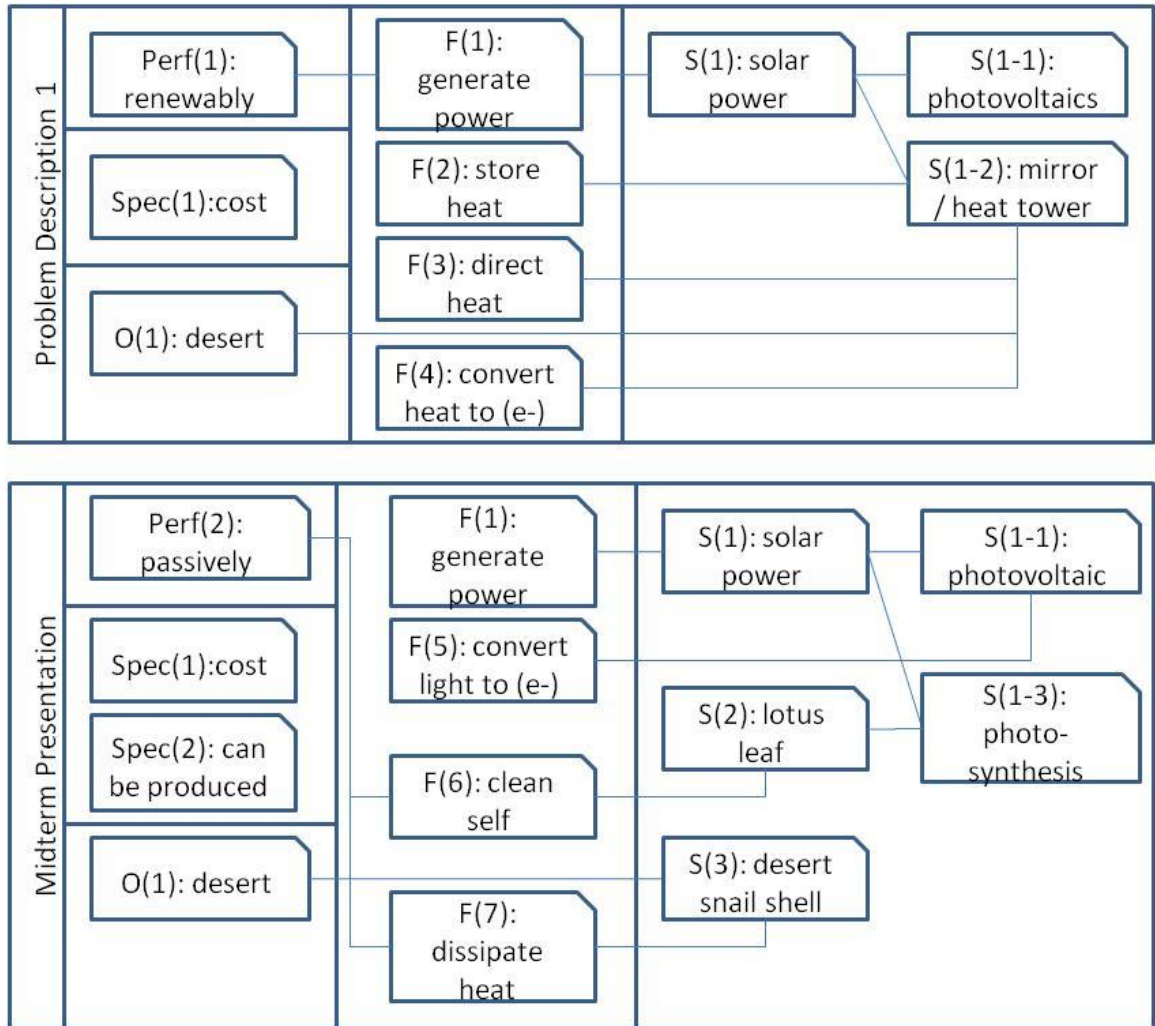 Problem Description 1
Perf(1):
renewably
Spec(1):cost
O(1): desert
F(1):
generate
power
F(2): store
heat
F(3): direct
heat
F(4): convert
heat to (e-)
S(1): solar
power
S(1-1):
photovoltaics
S(1-2): mirror
/ heat tower
Midterm Presentation
Perf(2):
passively
Spec(1):cost
Spec(2): can
be produced
O(1): desert
F(1):
generate
power
F(5): convert
light to (e-)
F(6): clean
self
F(7):
dissipate
heat
S(1): solar
power
S(2): lotus
leaf
S(3): desert
snail shell
S(1-1):
photovoltaic
S(1-3):
photo-
synthesis